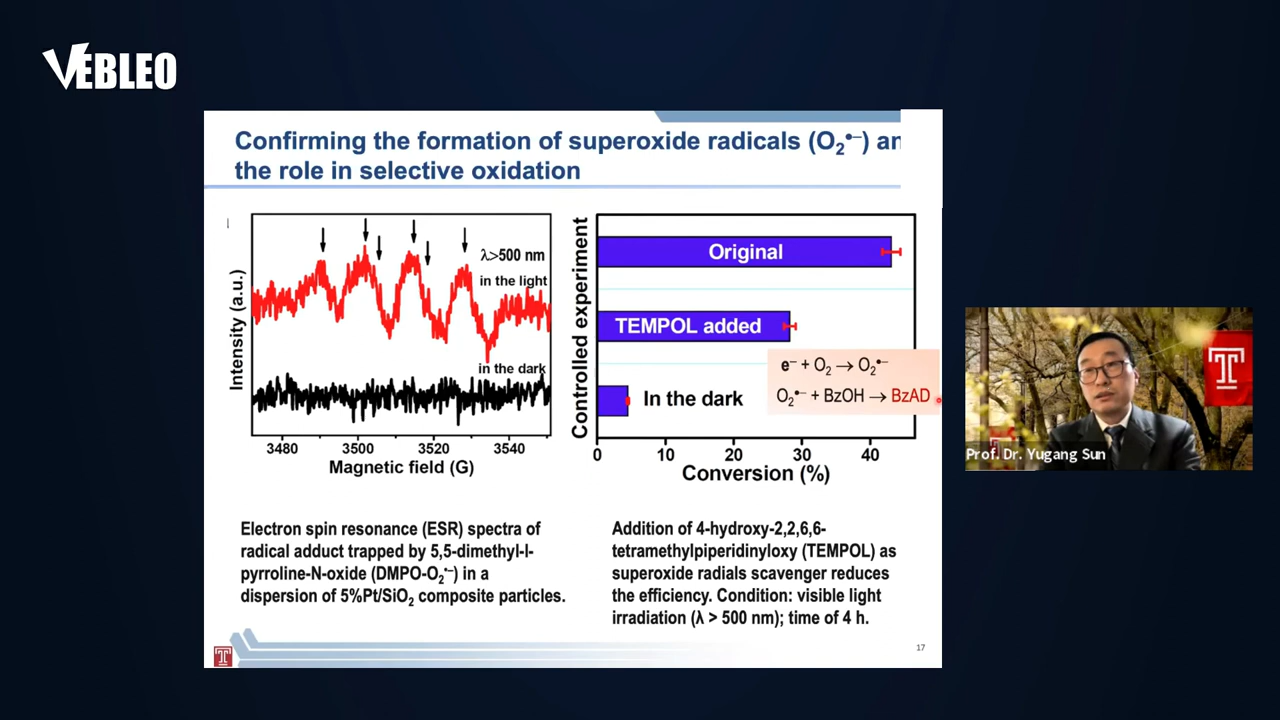 VEBLEO
Confirming the formation of superoxide radicals (O₂•–) an
the role in selective oxidation
Intensity (a.u.)
λ>500 nm
in the light
in the dark
3480 3500 3520 3540
Magnetic field (G)
Controlled experiment
Original
TEMPOL added
In the dark
e– + O₂ → O₂•–
O₂•– + BzOH → BzAD
0 10 20 30 40
Conversion (%)
Electron spin resonance (ESR) spectra of
radical adduct trapped by 5,5-dimethyl-l-
pyrroline-N-oxide (DMPO-O₂•–) in a
dispersion of 5%Pt/SiO₂ composite particles.
Addition of 4-hydroxy-2,2,6,6-
tetramethylpiperidinyloxy (TEMPOL) as
superoxide radials scavenger reduces
the efficiency. Condition: visible light
irradiation (λ > 500 nm); time of 4 h.
17
Prof. Dr. Yugang Sun